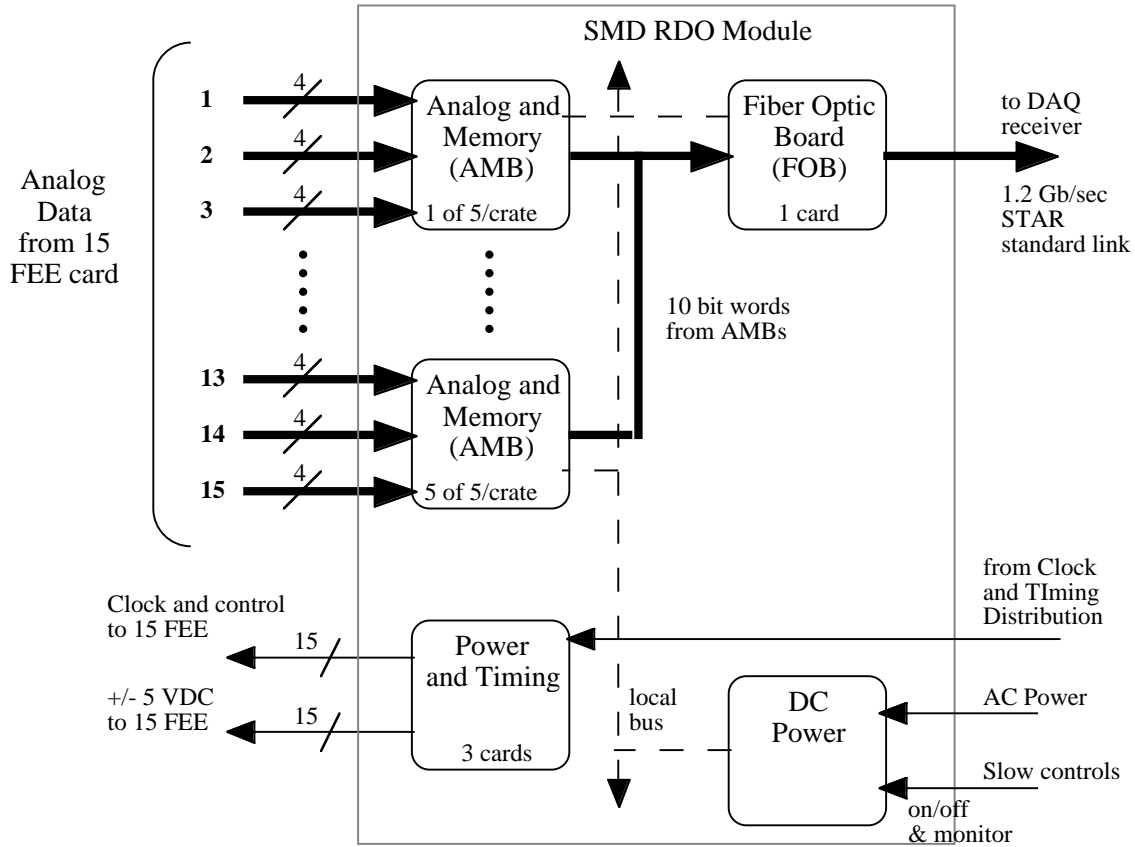 SMD RDO Module
Analog
Data
from 15
FEE card
1
4
2
4
3
4
Analog and
Memory
(AMB)
1 of 5/crate
Fiber Optic
Board
(FOB)
1 card
to DAQ
receiver
1.2 Gb/sec
STAR
standard link
10 bit words
from AMBs
13
4
14
4
15
4
Analog and
Memory
(AMB)
5 of 5/crate
Clock and control
to 15 FEE
15
+/- 5 VDC
to 15 FEE
15
Power
and Timing
3 cards
from Clock
and TIming
Distribution
local
bus
DC
Power
AC Power
Slow controls
on/off
& monitor